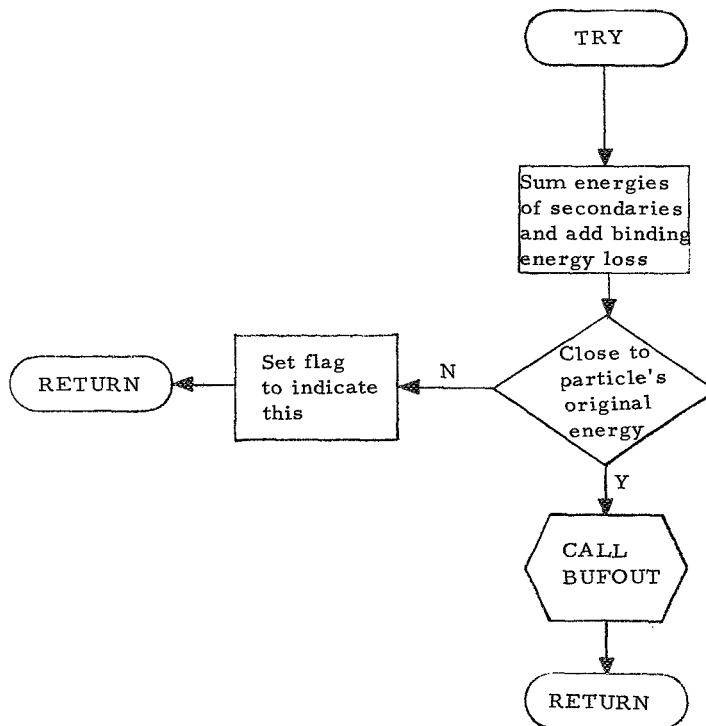 TRY
Sum energies
of secondaries
and add binding
energy loss
Close to
particle's
original
energy
N
Set flag
to indicate
this
RETURN
Y
CALL
BUFOUT
RETURN